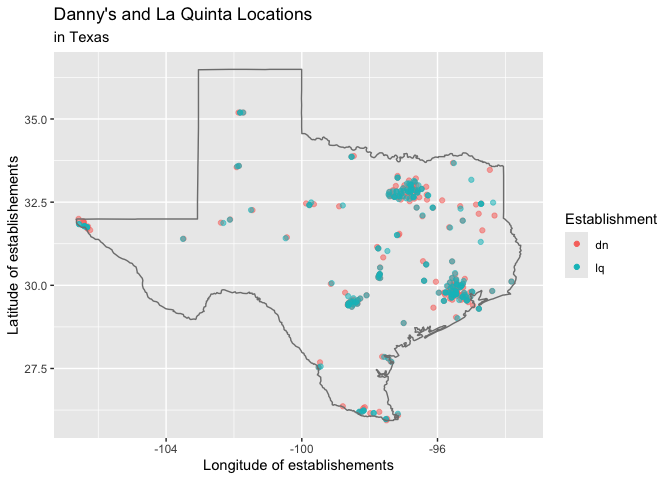 Danny's and La Quinta Locations
in Texas
35.0
32.5
30.0
27.5
-104
-100
-96
Latitude of establishements
Longitude of establishements
Establishment
dn
lq